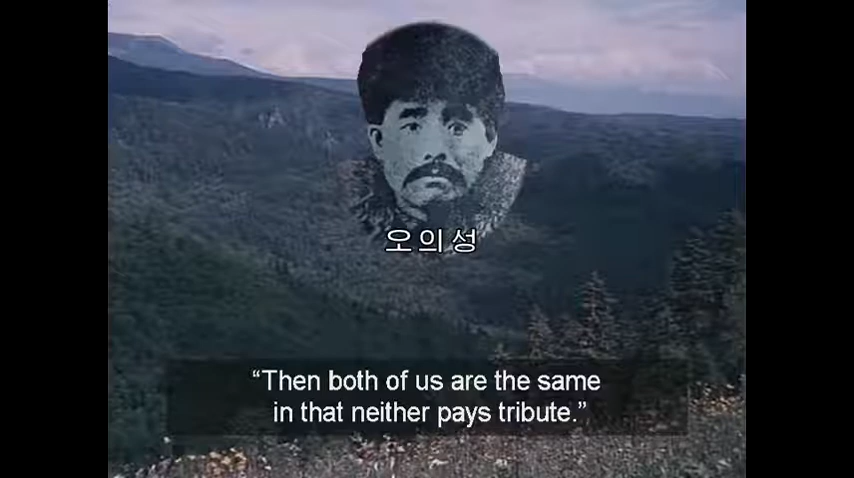 오의성
“Then both of us are the same
in that neither pays tribute.”